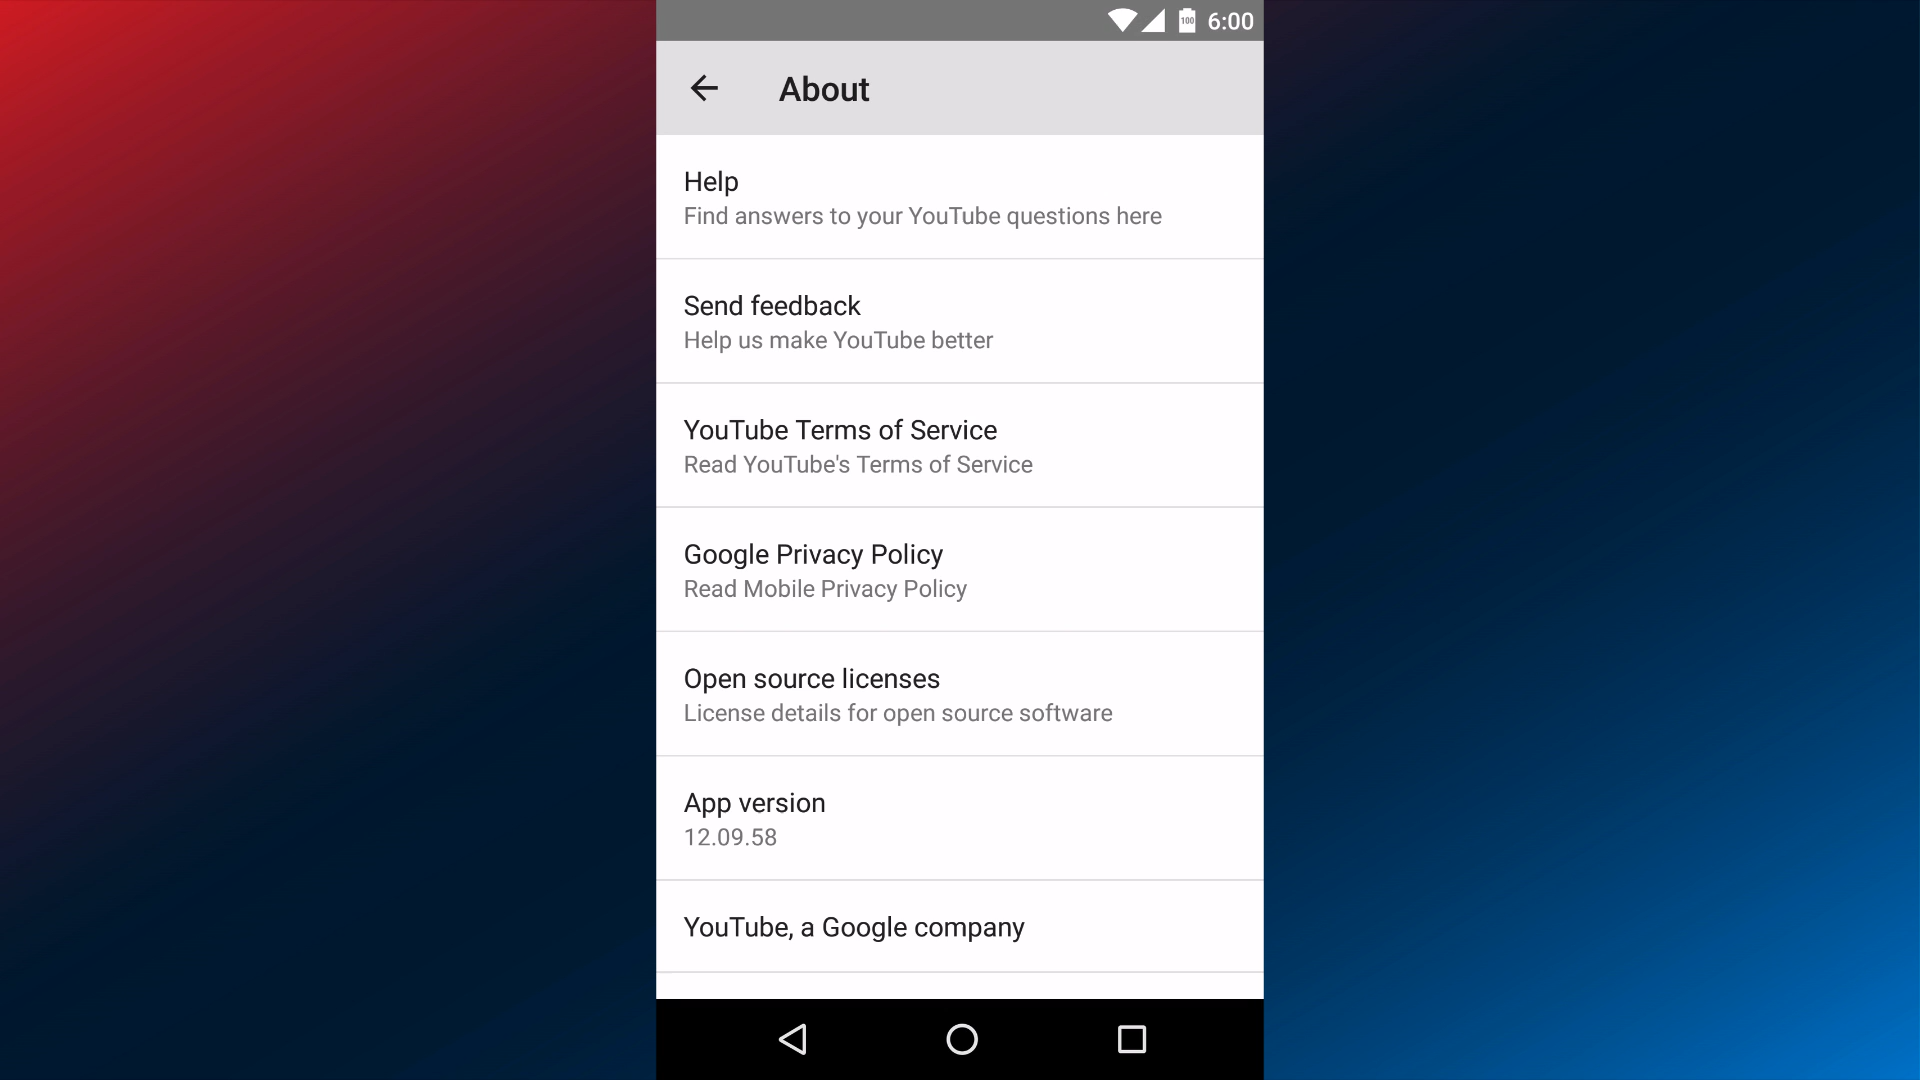 100 6:00
About
Help
Find answers to your YouTube questions here
Send feedback
Help us make YouTube better
YouTube Terms of Service
Read YouTube's Terms of Service
Google Privacy Policy
Read Mobile Privacy Policy
Open source licenses
License details for open source software
App version
12.09.58
YouTube, a Google company